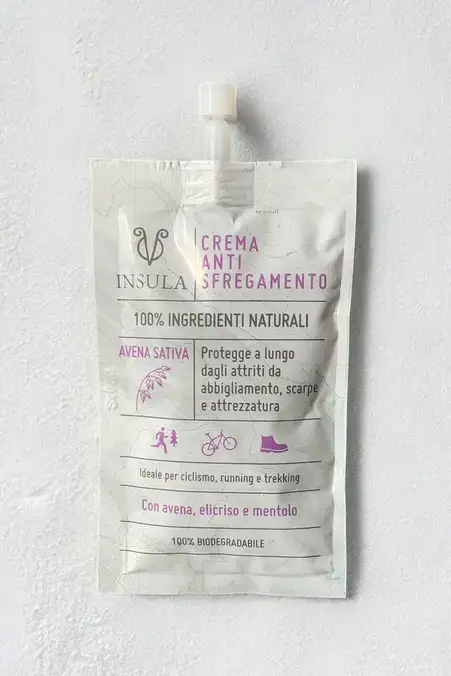 INSULA
CREMA
ANTI
SFREGAMENTO
100% INGREDIENTI NATURALI
AVENA SATIVA
Protegge a lungo
dagli attriti da
abbigliamento, scarpe
e attrezzatura
Ideale per ciclismo, running e trekking
Con avena, elicriso e mentolo
100% BIODEGRADABILE